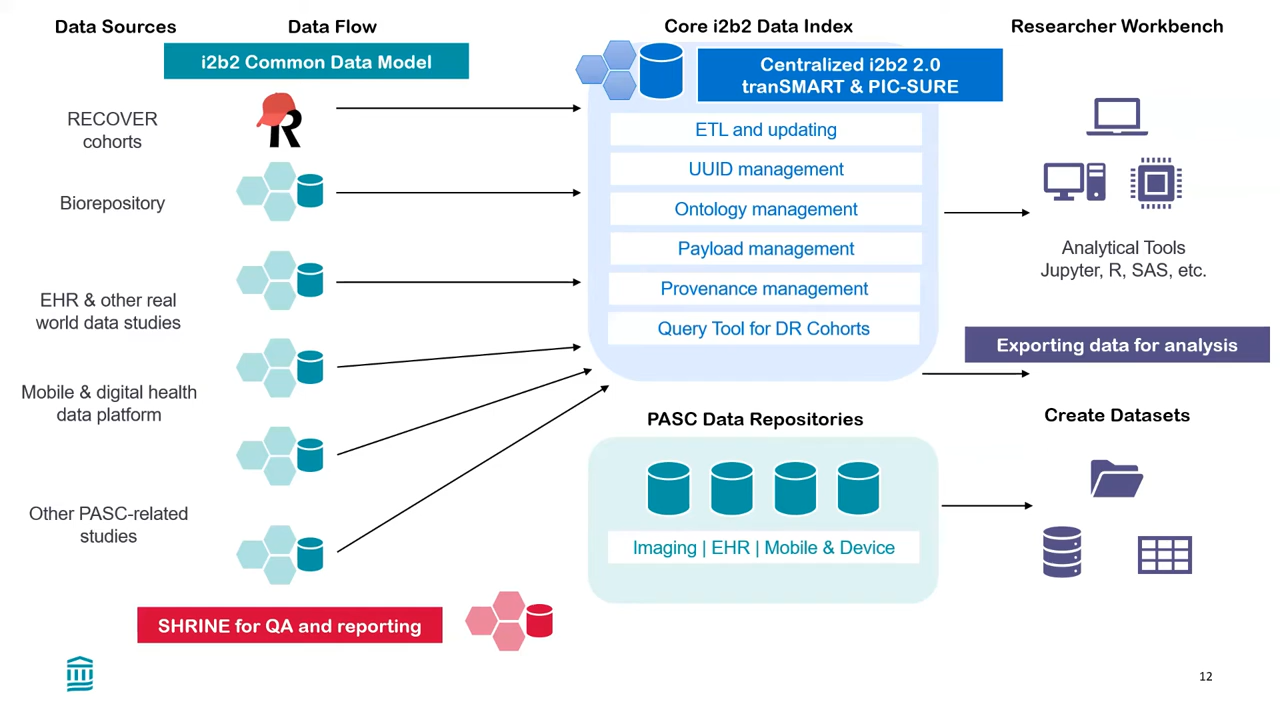 Data Sources
Data Flow
Core i2b2 Data Index
Researcher Workbench
i2b2 Common Data Model
Centralized i2b2 2.0
tranSMART & PIC-SURE
RECOVER
cohorts
R
Biorepository
EHR & other real
world data studies
Mobile & digital health
data platform
Other PASC-related
studies
SHRINE for QA and reporting
ETL and updating
UUID management
Ontology management
Payload management
Provenance management
Query Tool for DR Cohorts
PASC Data Repositories
Imaging | EHR | Mobile & Device
Analytical Tools
Jupyter, R, SAS, etc.
Exporting data for analysis
Create Datasets
12